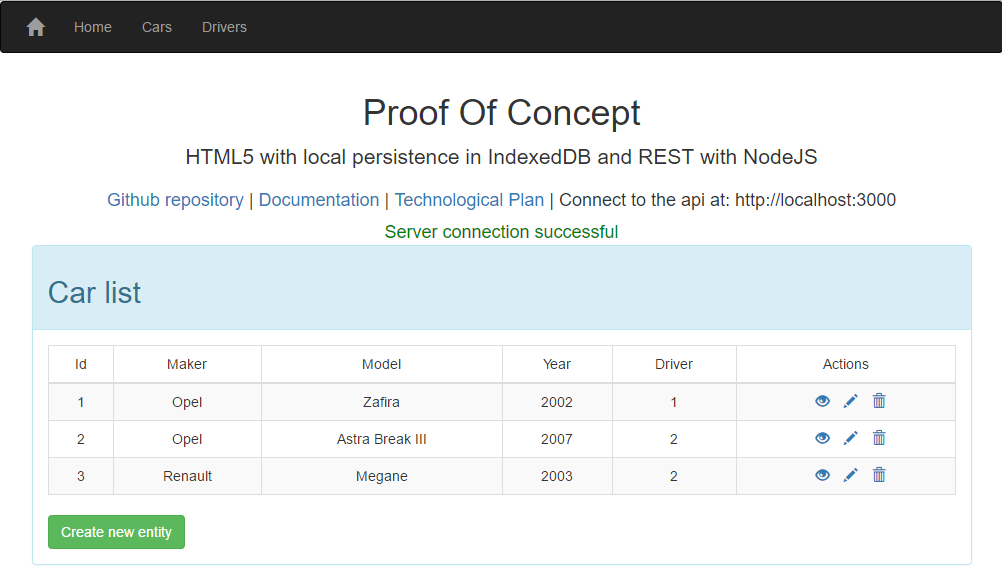 Home Cars Drivers
Proof Of Concept
HTML5 with local persistence in IndexedDB and REST with NodeJS
Github repository | Documentation | Technological Plan | Connect to the api at: http://localhost:3000
Server connection successful
Car list
Id Maker Model Year Driver Actions
1 Opel Zafira 2002 1
2 Opel Astra Break III 2007 2
3 Renault Megane 2003 2
Create new entity